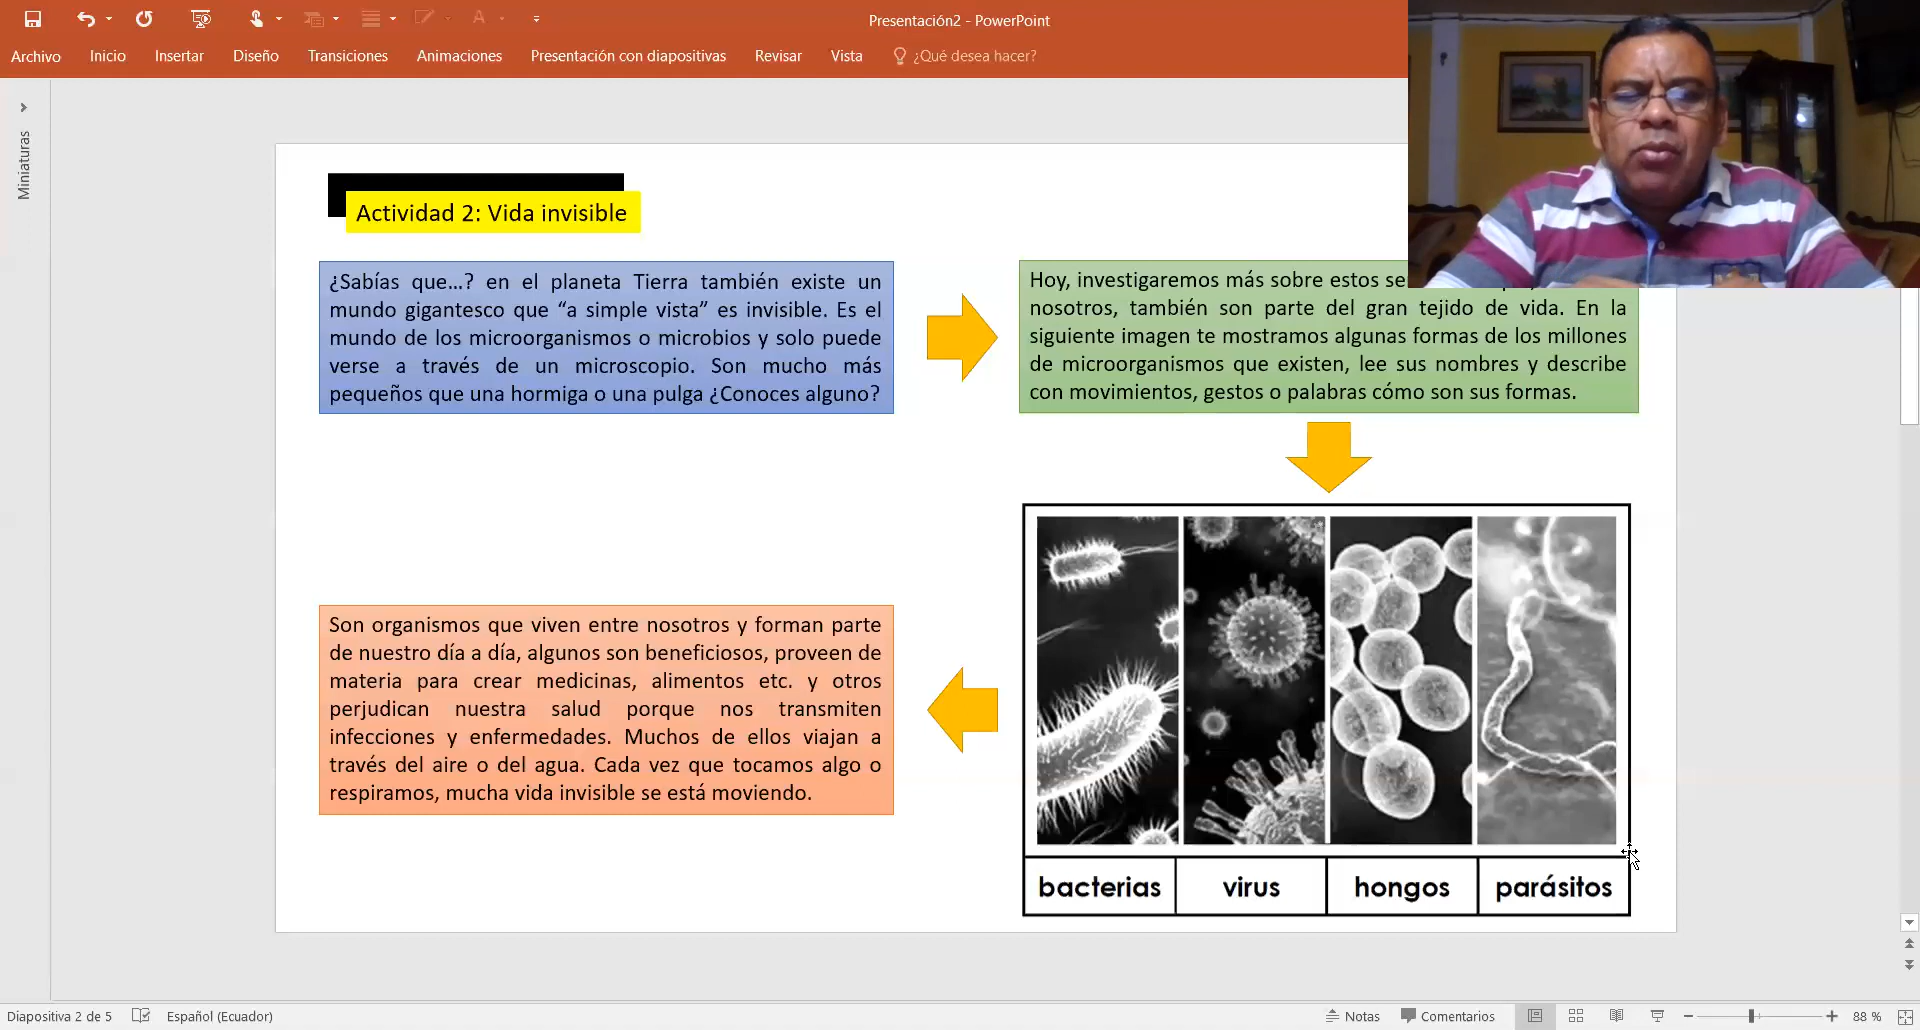 Presentación2 - PowerPoint
Archivo Inicio Insertar Diseño Transiciones Animaciones Presentación con diapositivas Revisar Vista ¿Qué desea hacer?
Miniaturas
Actividad 2: Vida invisible
¿Sabías que...? en el planeta Tierra también existe un
mundo gigantesco que “a simple vista” es invisible. Es el
mundo de los microorganismos o microbios y solo puede
verse a través de un microscopio. Son mucho más
pequeños que una hormiga o una pulga ¿Conoces alguno?
Hoy, investigaremos más sobre estos
nosotros, también son parte del gran tejido de vida. En la
siguiente imagen te mostramos algunas formas de los millones
de microorganismos que existen, lee sus nombres y describe
con movimientos, gestos o palabras cómo son sus formas.
bacterias virus hongos parásitos
Son organismos que viven entre nosotros y forman parte
de nuestro día a día, algunos son beneficiosos, proveen de
materia para crear medicinas, alimentos etc. y otros
perjudican nuestra salud porque nos transmiten
infecciones y enfermedades. Muchos de ellos viajan a
través del aire o del agua. Cada vez que tocamos algo o
respiramos, mucha vida invisible se está moviendo.
Diapositiva 2 de 5 Español (Ecuador) Notas Comentarios 88 %